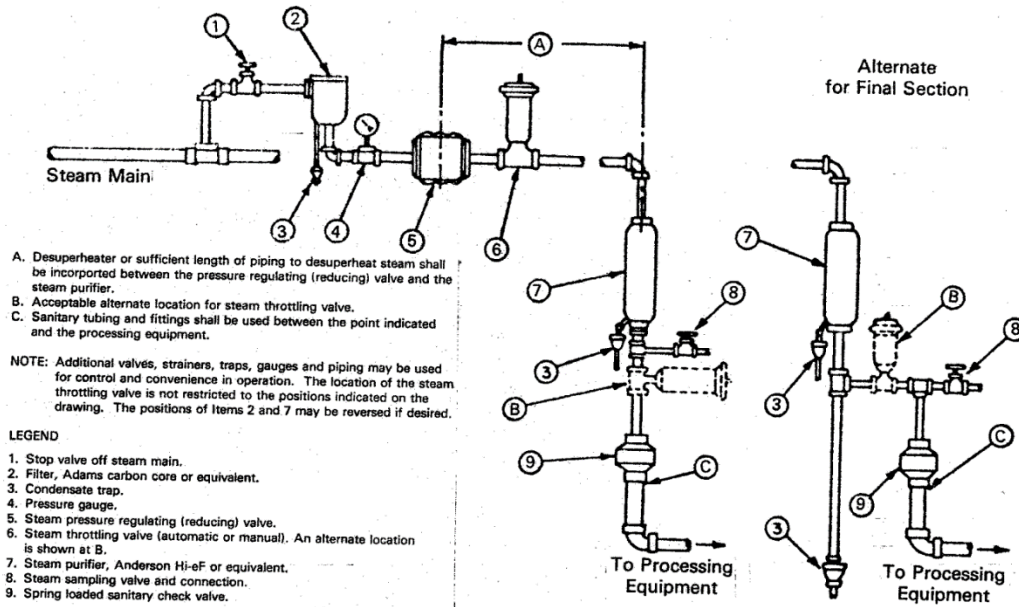 1
2
A
Alternate
for Final Section
Steam Main
3
4
5
6
7
8
3
B
9
C
To Processing
Equipment
7
B
8
3
C
9
3
To Processing
Equipment
A. Desuperheater or sufficient length of piping to desuperheat steam shall
be incorported between the pressure regulating (reducing) valve and the
steam purifier.
B. Acceptable alternate location for steam throttling valve.
C. Sanitary tubing and fittings shall be used between the point indicated
and the processing equipment.
NOTE: Additional valves, strainers, traps, gauges and piping may be used
for control and convenience in operation. The location of the steam
throttling valve is not restricted to the positions indicated on the
drawing. The positions of Items 2 and 7 may be reversed if desired.
LEGEND
1. Stop valve off steam main.
2. Filter, Adams carbon core or equivalent.
3. Condensate trap.
4. Pressure gauge.
5. Steam pressure regulating (reducing) valve.
6. Steam throttling valve (automatic or manual). An alternate location
is shown at B.
7. Steam purifier, Anderson Hi-eF or equivalent.
8. Steam sampling valve and connection.
9. Spring loaded sanitary check valve.